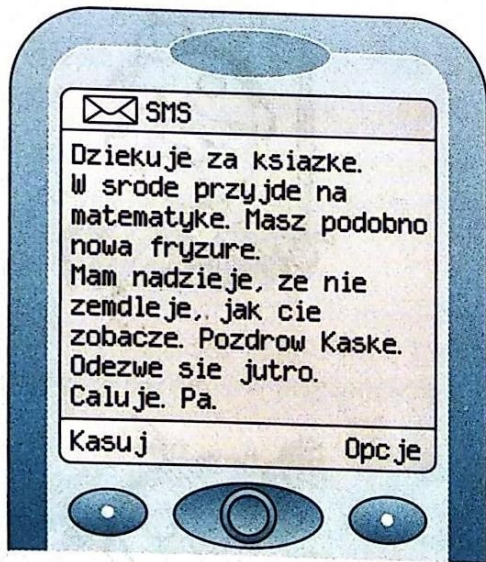 SMS
Dziekuje za ksiazke.
W srode przyjde na
matematyke. Masz podobno
nowa fryzure.
Mam nadzieje, ze nie
zemdleje, jak cie
zobacze. Pozdrow Kaske.
Odezwe sie jutro.
Caluje. Pa.
Kasuj Opcje